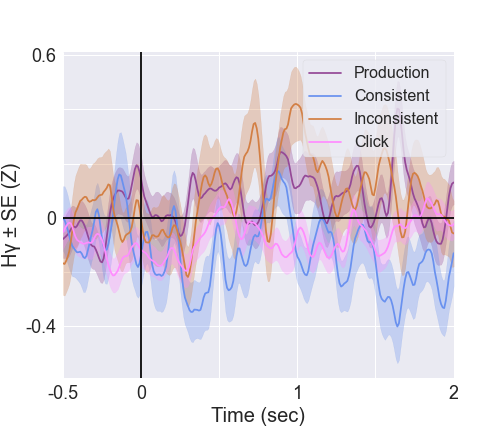 0.6
Production
Consistent
Inconsistent
Click
Hγ ± SE (Z)
0
-0.4
-0.5 0 1 2
Time (sec)